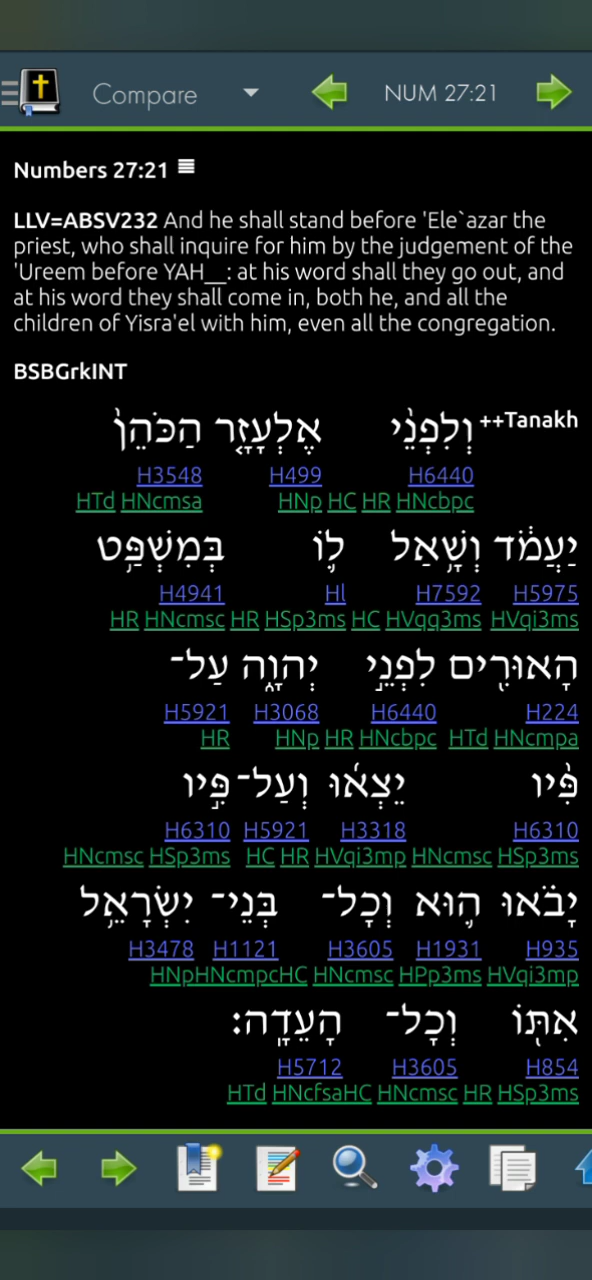 Compare
NUM 27:21
Numbers 27:21
LLV=ABSV232 And he shall stand before 'Ele`azar the
priest, who shall inquire for him by the judgement of the
'Ureem before YAH__: at his word shall they go out, and
at his word they shall come in, both he, and all the
children of Yisra'el with him, even all the congregation.
BSBGrkINT
++Tanakh וְלִפְנֵ֨י אֶלְעָזָ֤ר הַכֹּהֵן֙
H3548 H499 H6440
HTd HNcmsa HNp HC HR HNcbpc
יַעֲמֹ֔ד וְשָׁ֥אַל ל֛וֹ בְּמִשְׁפַּ֥ט
H4941 Hl H7592 H5975
HR HNcmsc HR HSp3ms HC HVqq3ms HVqi3ms
הָאוּרִ֖ים לִפְנֵ֣י יְהוָ֑ה עַל־
H5921 H3068 H6440 H224
HR HNp HR HNcbpc HTd HNcmpa
פִּ֨יו יֵצְא֜וּ וְעַל־ פִּ֣יו
H6310 H5921 H3318 H6310
HNcmsc HSp3ms HC HR HVqi3mp HNcmsc HSp3ms
יָבֹ֗אוּ ה֛וּא וְכָל־ בְּנֵי־ יִשְׂרָאֵ֥ל
H3478 H1121 H3605 H1931 H935
HNpHNcmpcHC HNcmsc HPp3ms HVqi3mp
אִתּ֖וֹ וְכָל־ הָעֵדָֽה׃
H5712 H3605 H854
HTd HNcfsaHC HNcmsc HR HSp3ms